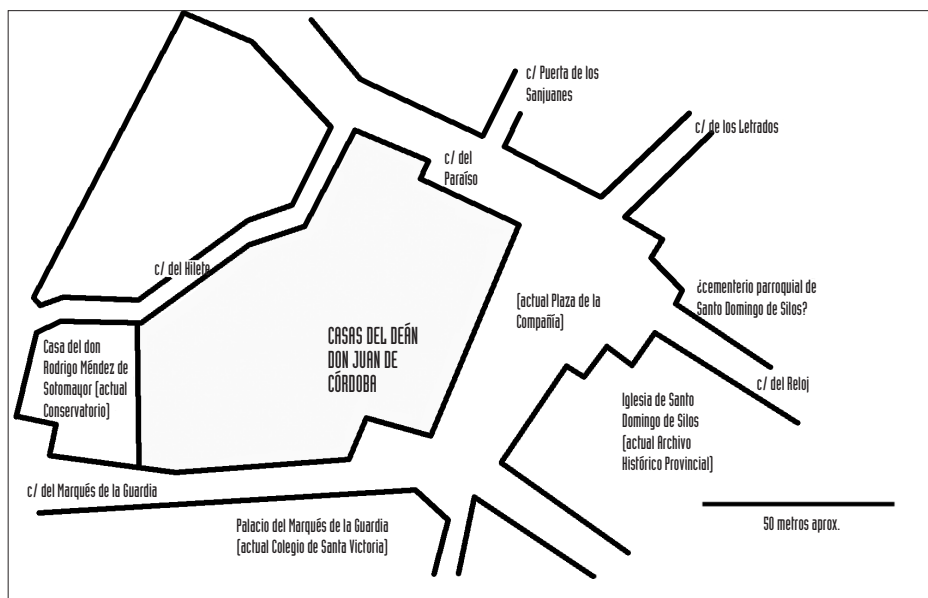 c/ Puerta de los
Sanjuanes
c/ de los Letrados
c/ del
Paraíso
c/ del Hilete
¿cementerio parroquial de
Santo Domingo de Silos?
(actual Plaza de la
Compañía)
CASAS DEL DEÁN
DON JUAN DE
CÓRDOBA
Casa del don
Rodrigo Méndez de
Sotomayor (actual
Conservatorio)
c/ del Reloj
Iglesia de Santo
Domingo de Silos
(actual Archivo
Histórico Provincial)
c/ del Marqués de la Guardia
Palacio del Marqués de la Guardia
(actual Colegio de Santa Victoria)
50 metros aprox.